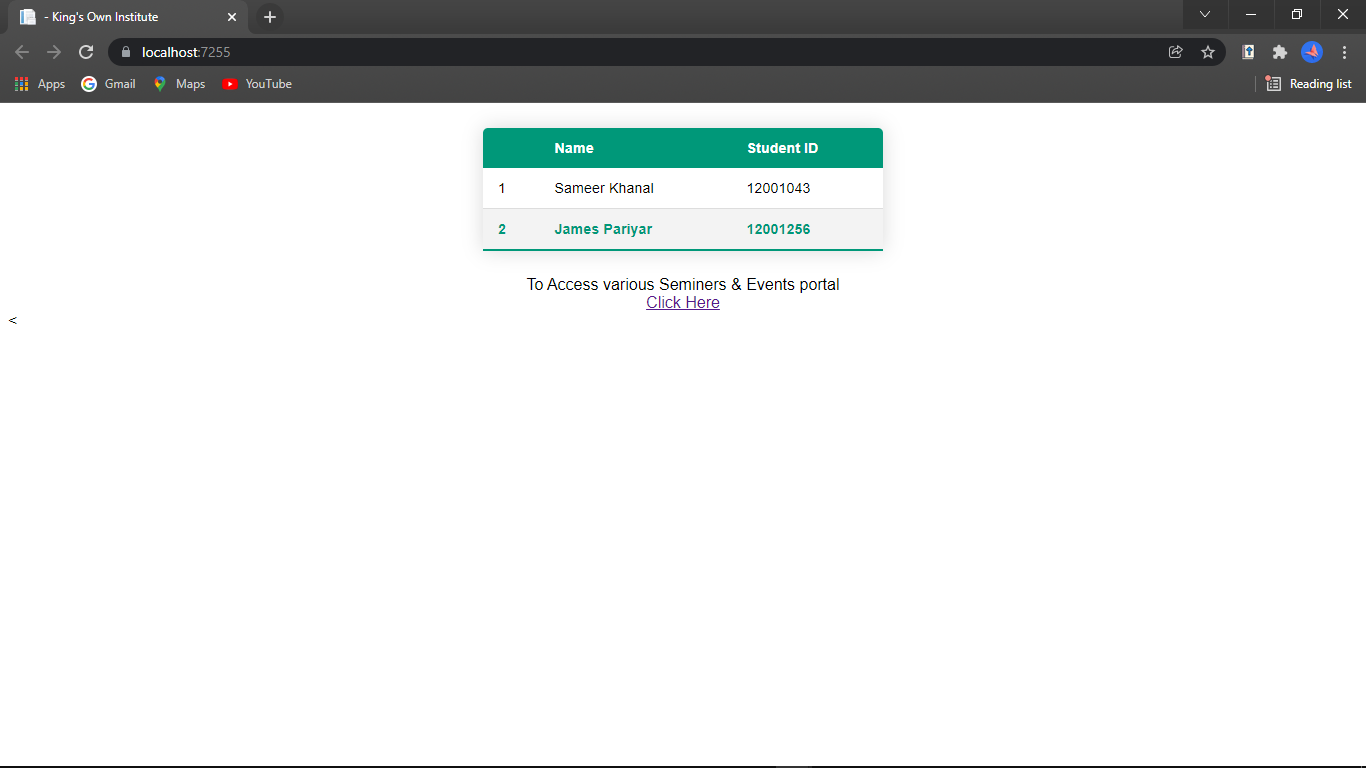 - King's Own Institute
localhost:7255
Apps Gmail Maps YouTube Reading list
Name Student ID
1 Sameer Khanal 12001043
2 James Pariyar 12001256
To Access various Seminers & Events portal
Click Here
<